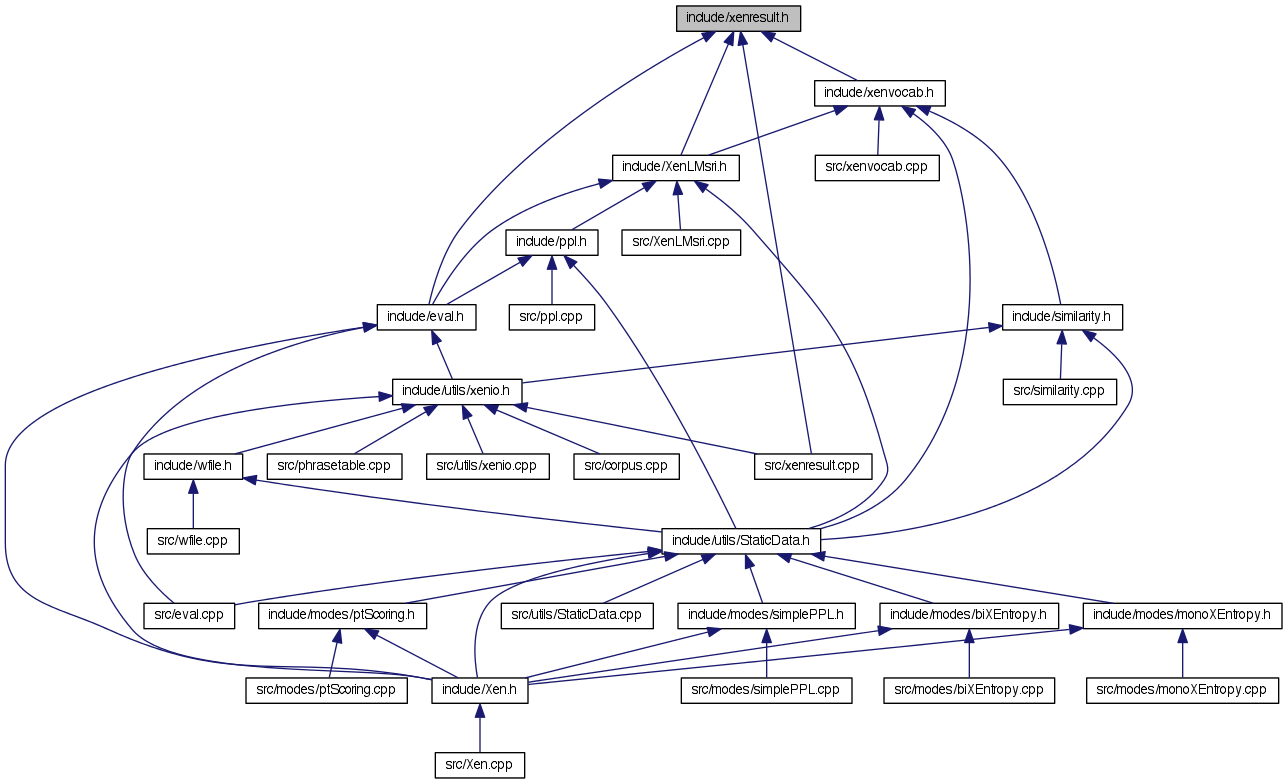 include/xenresult.h
include/xenvocab.h
include/XenLMsri.h
src/xenvocab.cpp
include/ppl.h
src/XenLMsri.cpp
include/eval.h
src/ppl.cpp
include/similarity.h
include/utils/xenio.h
src/similarity.cpp
include/wfile.h
src/phrasetable.cpp
src/utils/xenio.cpp
src/corpus.cpp
src/xenresult.cpp
src/wfile.cpp
include/utils/StaticData.h
src/eval.cpp
include/modes/ptScoring.h
src/utils/StaticData.cpp
include/modes/simplePPL.h
include/modes/biXEntropy.h
include/modes/monoXEntropy.h
src/modes/ptScoring.cpp
include/Xen.h
src/modes/simplePPL.cpp
src/modes/biXEntropy.cpp
src/modes/monoXEntropy.cpp
src/Xen.cpp